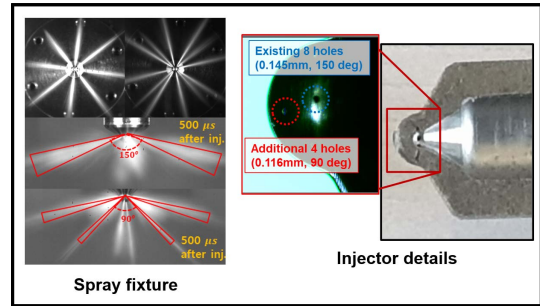 500 µs
after inj.
150°
90°
500 µs
after inj.
Spray fixture
Existing 8 holes
(0.145mm, 150 deg)
Additional 4 holes
(0.116mm, 90 deg)
Injector details